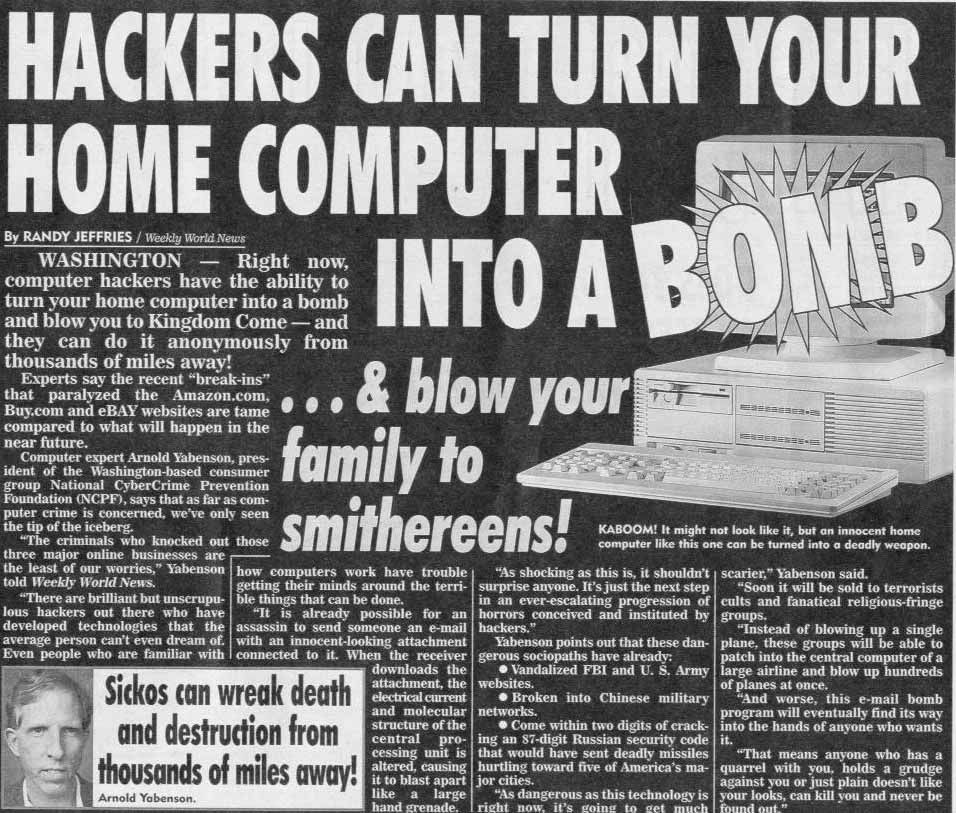 HACKERS CAN TURN YOUR
HOME COMPUTER
INTO A BOMB
. . . & blow your
family to
smithereens!
By RANDY JEFFRIES / Weekly World News
WASHINGTON — Right now,
computer hackers have the ability to
turn your home computer into a bomb
and blow you to Kingdom Come — and
they can do it anonymously from
thousands of miles away!
Experts say the recent “break-ins”
that paralyzed the Amazon.com,
Buy.com and eBAY websites are tame
compared to what will happen in the
near future.
Computer expert Arnold Yabenson, pres-
ident of the Washington-based consumer
group National CyberCrime Prevention
Foundation (NCPF), says that as far as com-
puter crime is concerned, we’ve only seen
the tip of the iceberg.
“The criminals who knocked out those
three major online businesses are
the least of our worries,” Yabenson
told Weekly World News.
“There are brilliant but unscrupu-
lous hackers out there who have
developed technologies that the
average person can’t even dream of.
Even people who are familiar with
how computers work have trouble
getting their minds around the terri-
ble things that can be done.
“It is already possible for an
assassin to send someone an e-mail
with an innocent-looking attachment
connected to it. When the receiver
downloads the
attachment, the
electrical current
and molecular
structure of the
central pro-
cessing unit is
altered, causing
it to blast apart
like a large
hand grenade.
“As shocking as this is, it shouldn’t
surprise anyone. It’s just the next step
in an ever-escalating progression of
horrors conceived and instituted by
hackers.”
Yabenson points out that these dan-
gerous sociopaths have already:
● Vandalized FBI and U. S. Army
websites.
● Broken into Chinese military
networks.
● Come within two digits of crack-
ing an 87-digit Russian security code
that would have sent deadly missiles
hurtling toward five of America’s ma-
jor cities.
“As dangerous as this technology is
right now, it’s going to get much
scarier,” Yabenson said.
“Soon it will be sold to terrorists
cults and fanatical religious-fringe
groups.
“Instead of blowing up a single
plane, these groups will be able to
patch into the central computer of a
large airline and blow up hundreds
of planes at once.
“And worse, this e-mail bomb
program will eventually find its way
into the hands of anyone who wants
it.
“That means anyone who has a
quarrel with you, holds a grudge
against you or just plain doesn’t like
your looks, can kill you and never be
found out.”
KABOOM! It might not look like it, but an innocent home
computer like this one can be turned into a deadly weapon.
Sickos can wreak death
and destruction from
thousands of miles away!
Arnold Yabenson.